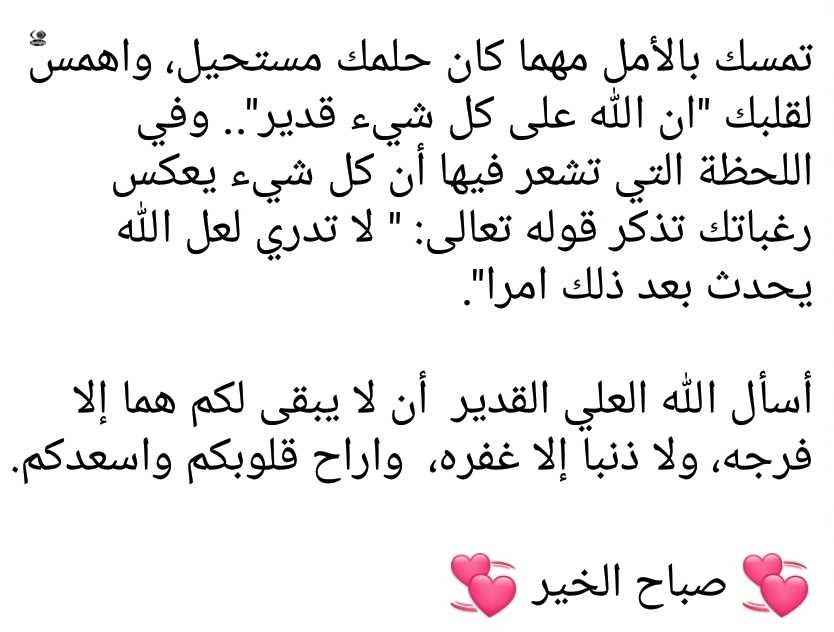 تمسك بالأمل مهما كان حلمك مستحيل، واهمس
لقلبك "ان الله على كل شيء قدير".. وفي
اللحظة التي تشعر فيها أن كل شيء يعكس
رغباتك تذكر قوله تعالى: " لا تدري لعل الله
يحدث بعد ذلك امرا".
أسأل الله العلي القدير  أن لا يبقى لكم هما إلا
فرجه، ولا ذنبا إلا غفره،  واراح قلوبكم واسعدكم.
💞 صباح الخير 💞